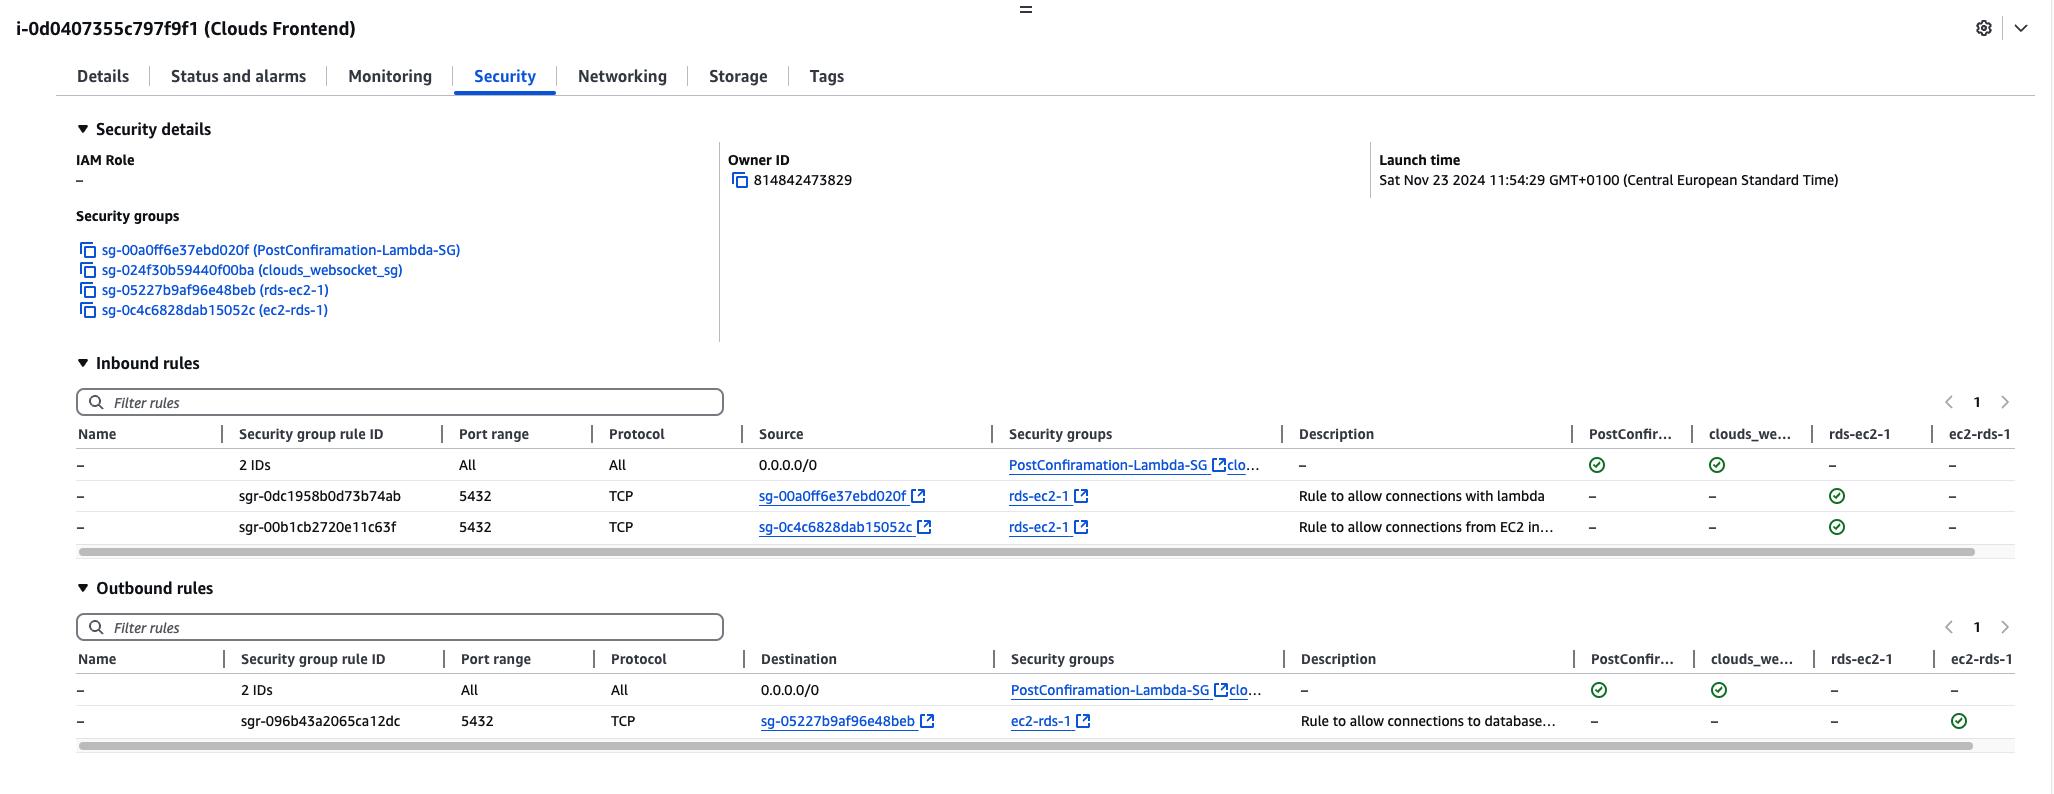 i-0d0407355c797f9f1 (Clouds Frontend)
Details Status and alarms Monitoring Security Networking Storage Tags
Security details
IAM Role
–
Owner ID
814842473829
Launch time
Sat Nov 23 2024 11:54:29 GMT+0100 (Central European Standard Time)
Security groups
sg-00a0ff6e37ebd020f (PostConfiramation-Lambda-SG)
sg-024f30b59440f00ba (clouds_websocket_sg)
sg-05227b9af96e48beb (rds-ec2-1)
sg-0c4c6828dab15052c (ec2-rds-1)
Inbound rules
Filter rules
1
Name Security group rule ID Port range Protocol Source Security groups Description PostConfir... clouds_we... rds-ec2-1 ec2-rds-1
– 2 IDs All All 0.0.0.0/0 PostConfiramation-Lambda-SG clo... – – –
– sgr-0dc1958b0d73b74ab 5432 TCP sg-00a0ff6e37ebd020f rds-ec2-1 Rule to allow connections with lambda – – –
– sgr-00b1cb2720e11c63f 5432 TCP sg-0c4c6828dab15052c rds-ec2-1 Rule to allow connections from EC2 in... – – –
Outbound rules
Filter rules
1
Name Security group rule ID Port range Protocol Destination Security groups Description PostConfir... clouds_we... rds-ec2-1 ec2-rds-1
– 2 IDs All All 0.0.0.0/0 PostConfiramation-Lambda-SG clo... – – –
– sgr-096b43a2065ca12dc 5432 TCP sg-05227b9af96e48beb ec2-rds-1 Rule to allow connections to database... – – –